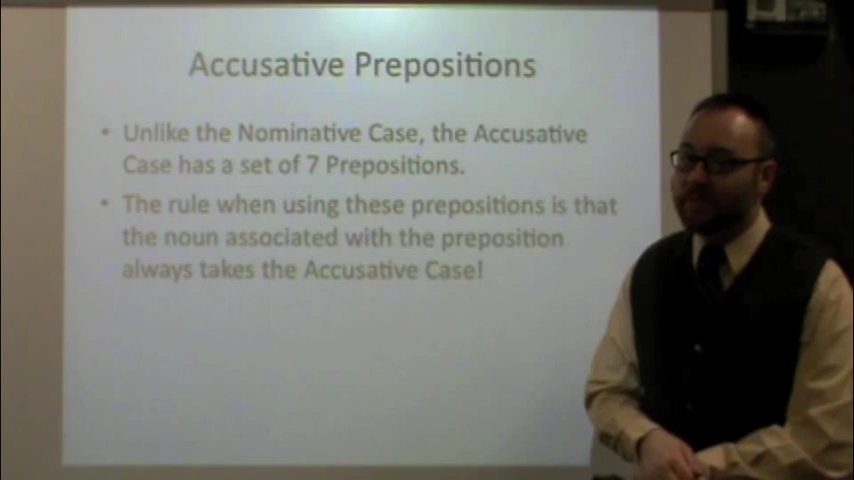 Accusative Prepositions
• Unlike the Nominative Case, the Accusative
Case has a set of 7 Prepositions.
• The rule when using these prepositions is that
the noun associated with the preposition
always takes the Accusative Case!